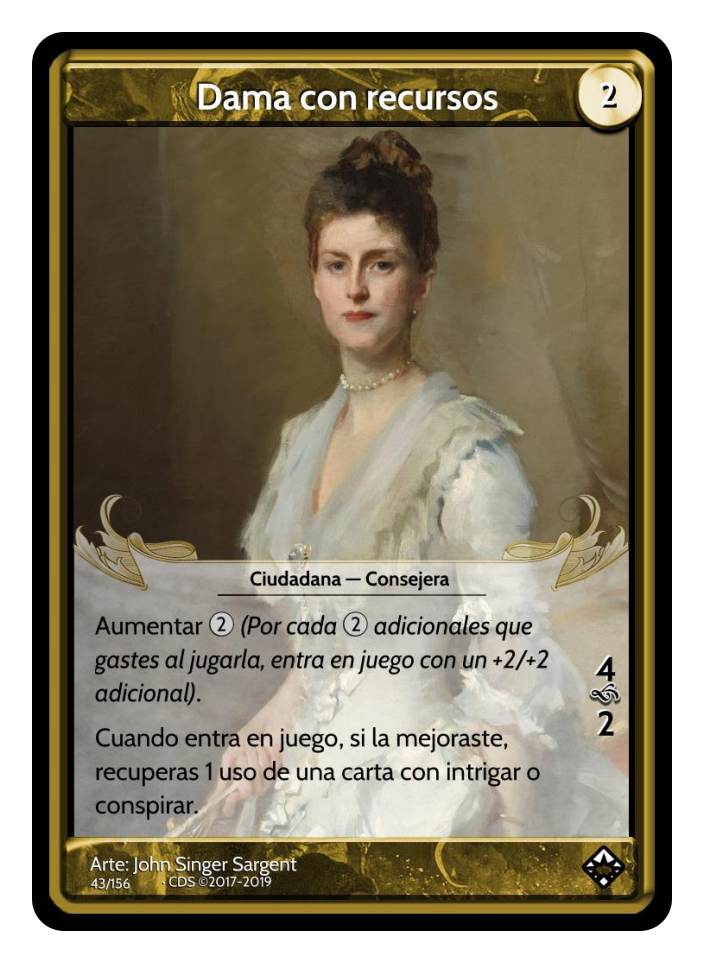 Dama con recursos
2
Ciudadana — Consejera
Aumentar ② (Por cada ② adicionales que
gastes al jugarla, entra en juego con un +2/+2
adicional).
4
2
Cuando entra en juego, si la mejoraste,
recuperas 1 uso de una carta con intrigar o
conspirar.
Arte: John Singer Sargent
43/156 · CDS ©2017-2019